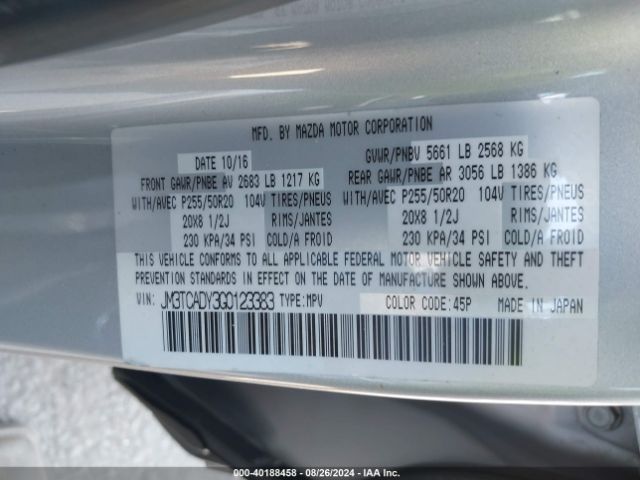 MFD. BY MAZDA MOTOR CORPORATION
DATE 10/16 GVWR/PNBV 5661 LB 2568 KG
FRONT GAWR/PNBE AV 2683 LB 1217 KG REAR GAWR/PNBE AR 3056 LB 1386 KG
WITH/AVEC P255/50R20 104V TIRES/PNEUS WITH/AVEC P255/50R20 104V TIRES/PNEUS
20X8 1/2J RIMS/JANTES 20X8 1/2J RIMS/JANTES
230 KPA/34 PSI COLD/A FROID 230 KPA/34 PSI COLD/A FROID
THIS VEHICLE CONFORMS TO ALL APPLICABLE FEDERAL MOTOR VEHICLE SAFETY AND THEFT
PREVENTION STANDARDS IN EFFECT ON THE DATE OF MANUFACTURE SHOWN ABOVE.
VIN: JM3TCADY3G0123383 TYPE:MPV COLOR CODE:45P MADE IN JAPAN
000-40188458 - 08/26/2024 - IAA Inc.